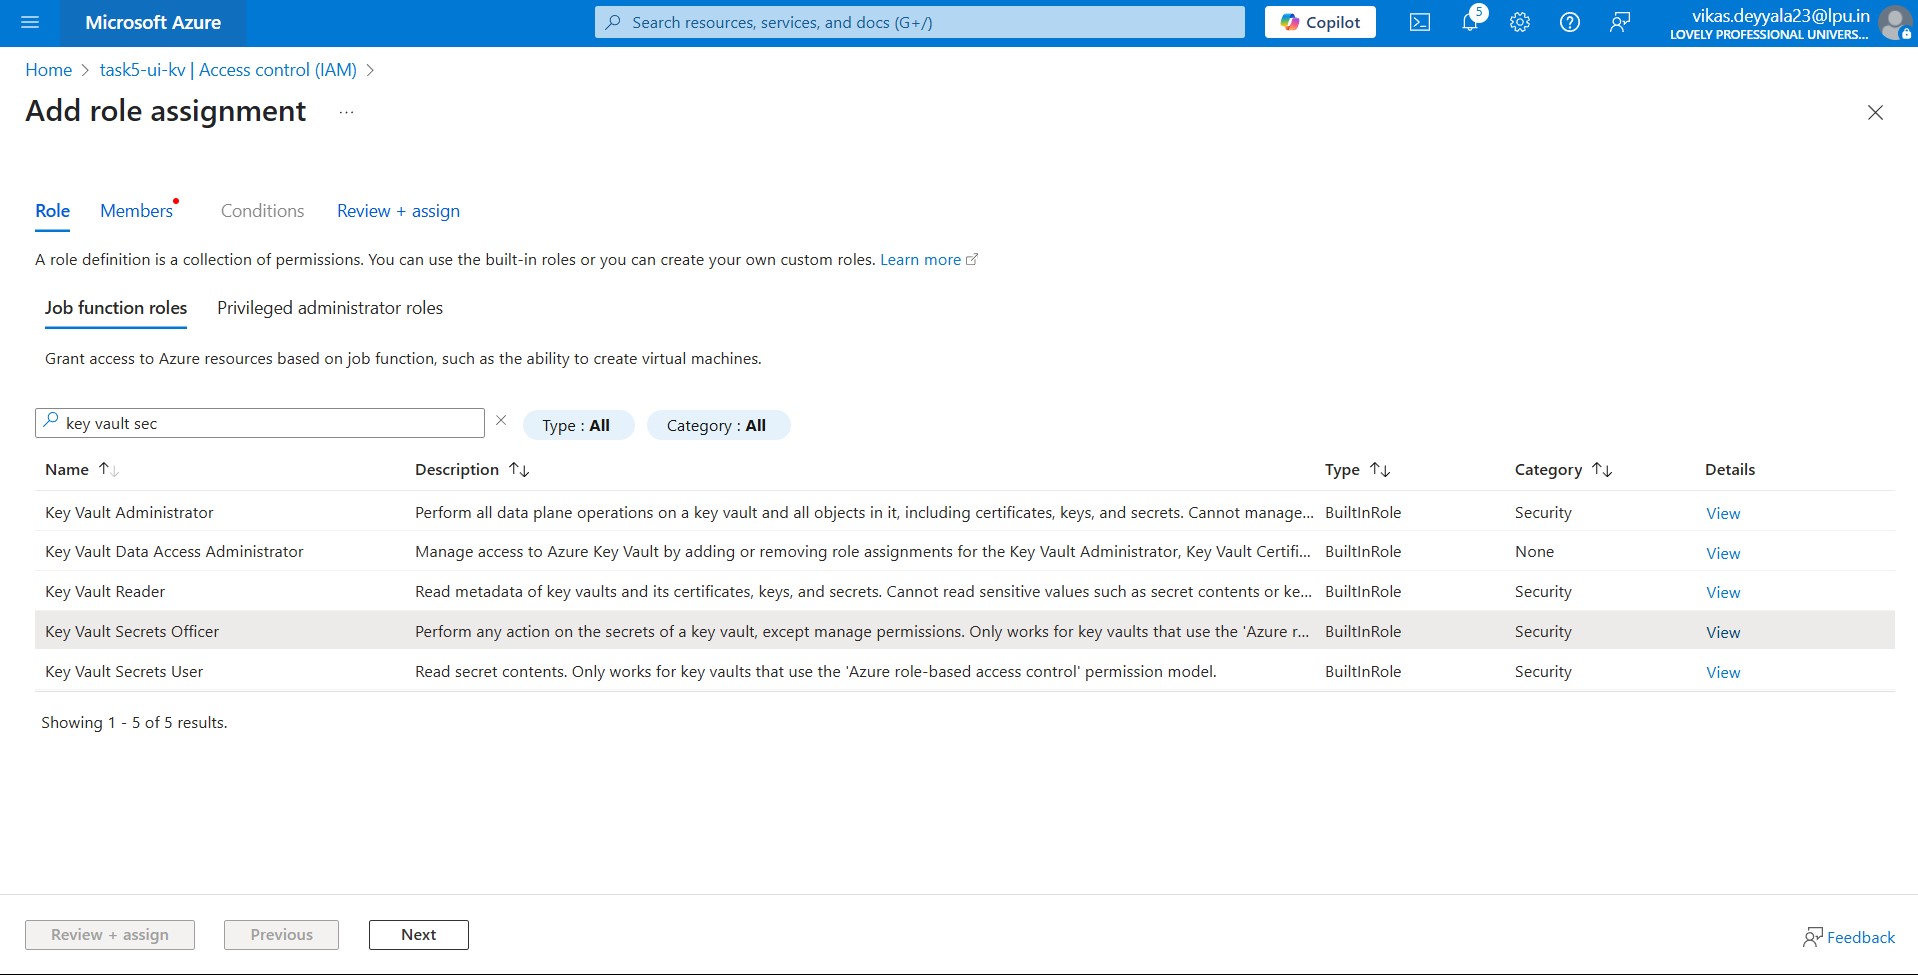 Microsoft Azure
Search resources, services, and docs (G+/)
Copilot
5
vikas.deyyala23@lpu.in
LOVELY PROFESSIONAL UNIVERS...
Home > task5-ui-kv | Access control (IAM) >
Add role assignment ...
Role Members Conditions Review + assign
A role definition is a collection of permissions. You can use the built-in roles or you can create your own custom roles. Learn more
Job function roles Privileged administrator roles
Grant access to Azure resources based on job function, such as the ability to create virtual machines.
key vault sec Type : All Category : All
Name Description Type Category Details
Key Vault Administrator Perform all data plane operations on a key vault and all objects in it, including certificates, keys, and secrets. Cannot manage... BuiltInRole Security View
Key Vault Data Access Administrator Manage access to Azure Key Vault by adding or removing role assignments for the Key Vault Administrator, Key Vault Certifi... BuiltInRole None View
Key Vault Reader Read metadata of key vaults and its certificates, keys, and secrets. Cannot read sensitive values such as secret contents or ke... BuiltInRole Security View
Key Vault Secrets Officer Perform any action on the secrets of a key vault, except manage permissions. Only works for key vaults that use the 'Azure r... BuiltInRole Security View
Key Vault Secrets User Read secret contents. Only works for key vaults that use the 'Azure role-based access control' permission model. BuiltInRole Security View
Showing 1 - 5 of 5 results.
Review + assign Previous Next Feedback